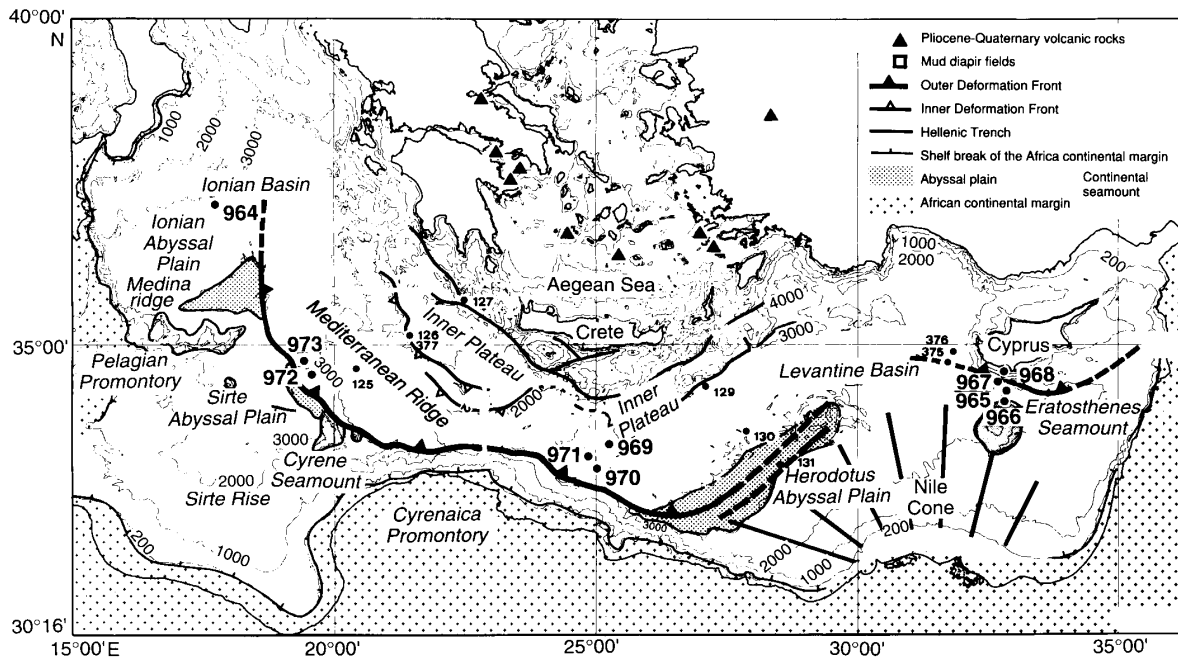 40°00'
N
Pliocene-Quaternary volcanic rocks
Mud diapir fields
Outer Deformation Front
Inner Deformation Front
Hellenic Trench
Shelf break of the Africa continental margin
Abyssal plain
Continental
seamount
African continental margin
1000
2000
3000
Ionian Basin
964
Ionian
Abyssal
Plain
Medina
ridge
Pelagian
Promontory
973
972
3000
125
Sirte
Abyssal Plain
3000
Cyrene
Seamount
2000
Sirte Rise
200
1000
Mediterranean Ridge
126
377
127
Inner Plateau
2000
Aegean Sea
Crete
4000
3000
Inner
Plateau
129
969
971
970
130
131
Herodotus
Abyssal Plain
3000
2000
1000
Cyrenaica
Promontory
1000
2000
200
376
375
Cyprus
Levantine Basin
967
968
965
966
Eratosthenes
Seamount
Nile
Cone
200
35°00'
30°16'
15°00' E
20°00'
25°00'
30°00'
35°00'